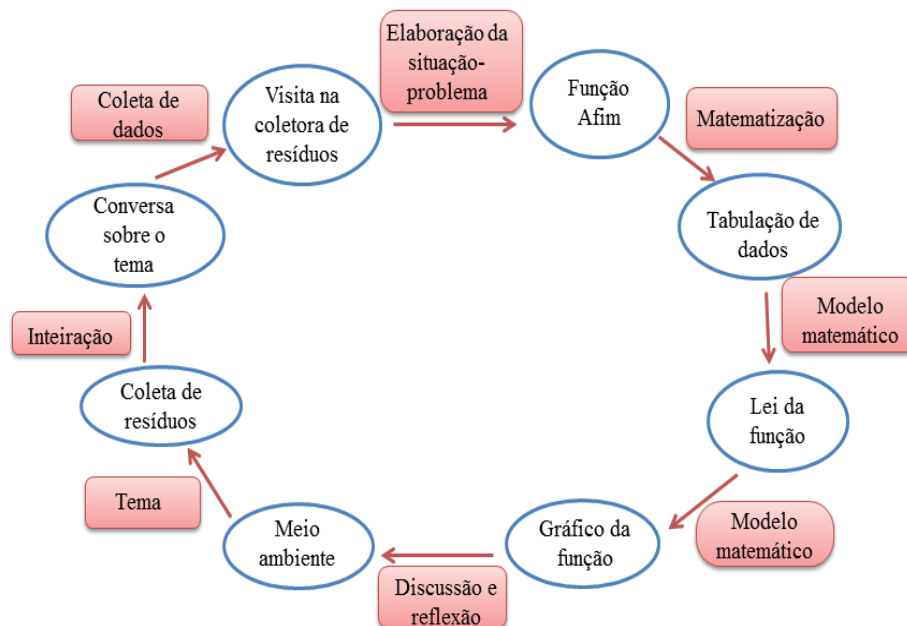 Elaboração da
situação-
problema
Coleta de
dados
Visita na
coletora de
resíduos
Função
Afim
Matematização
Conversa
sobre o
tema
Tabulação de
dados
Inteiração
Modelo
matemático
Coleta de
resíduos
Lei da
função
Tema
Meio
ambiente
Gráfico da
função
Modelo
matemático
Discussão e
reflexão